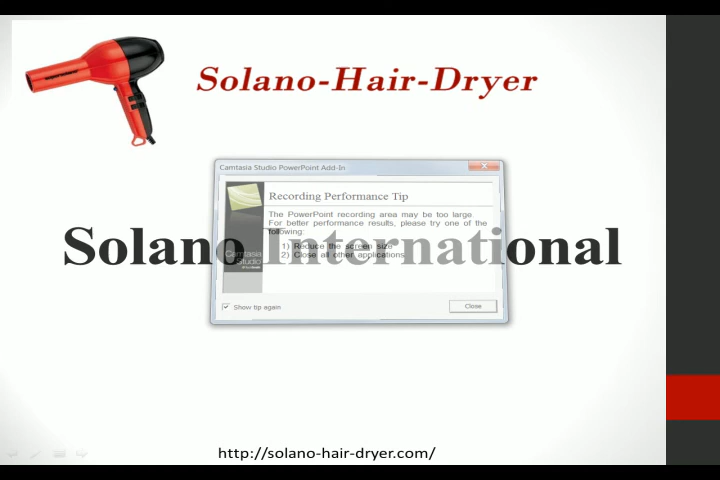 Solano-Hair-Dryer
Camtasia Studio PowerPoint Add-In
Recording Performance Tip
The PowerPoint recording area may be too large.
For better performance results, please try one of the
following:
1) Reduce the screen size
2) Close all other applications
Camtasia
Studio
Solano International
Show tip again
Close
http://solano-hair-dryer.com/